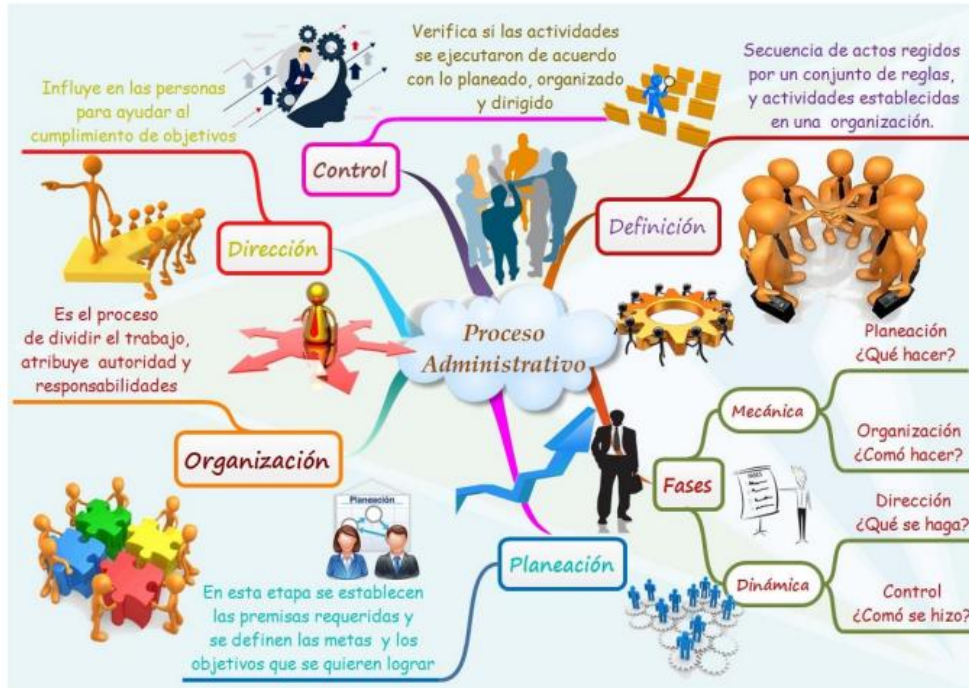 Proceso
Administrativo
Definición
Secuencia de actos regidos
por un conjunto de reglas,
y actividades establecidas
en una organización.
Fases
Mecánica
Planeación
¿Qué hacer?
Organización
¿Comó hacer?
Dinámica
Dirección
¿Qué se haga?
Control
¿Comó se hizo?
Planeación
En esta etapa se establecen
las premisas requeridas y
se definen las metas y los
objetivos que se quieren lograr
Planeación
Organización
Es el proceso
de dividir el trabajo,
atribuye autoridad y
responsabilidades
Dirección
Influye en las personas
para ayudar al
cumplimiento de objetivos
Control
Verifica si las actividades
se ejecutaron de acuerdo
con lo planeado, organizado
y dirigido